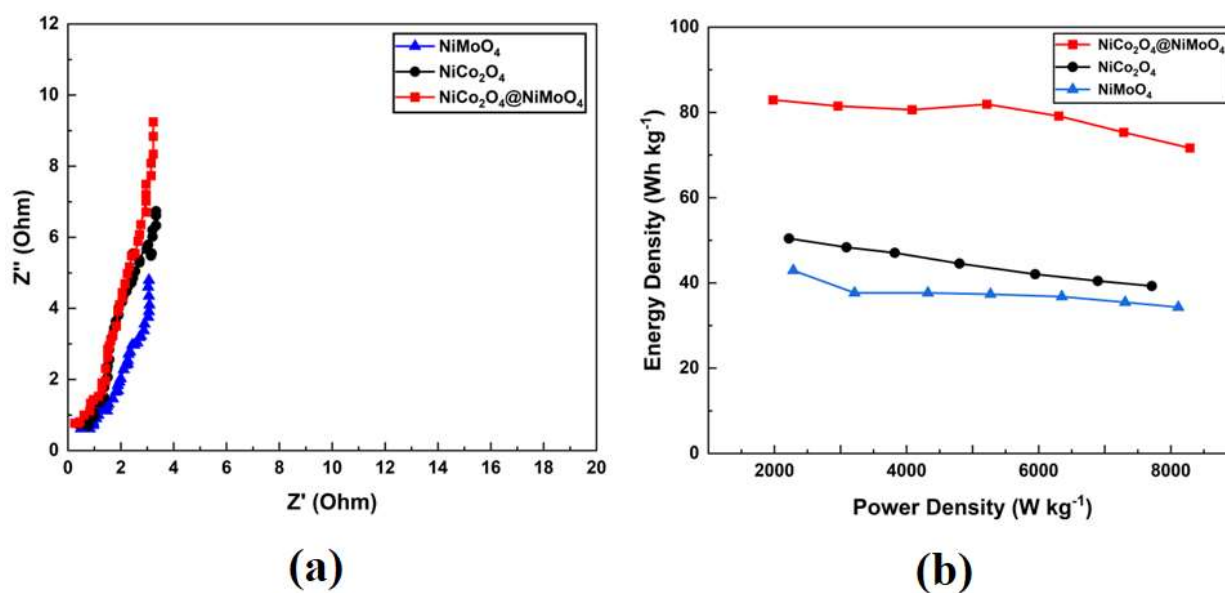 12
10
8
6
4
2
0
Z'' (Ohm)
NiMoO₄
NiCo₂O₄
NiCo₂O₄@NiMoO₄
0 2 4 6 8 10 12 14 16 18 20
Z' (Ohm)
(a)
100
80
60
40
20
0
Energy Density (Wh kg⁻¹)
NiCo₂O₄@NiMoO₄
NiCo₂O₄
NiMoO₄
2000 4000 6000 8000
Power Density (W kg⁻¹)
(b)